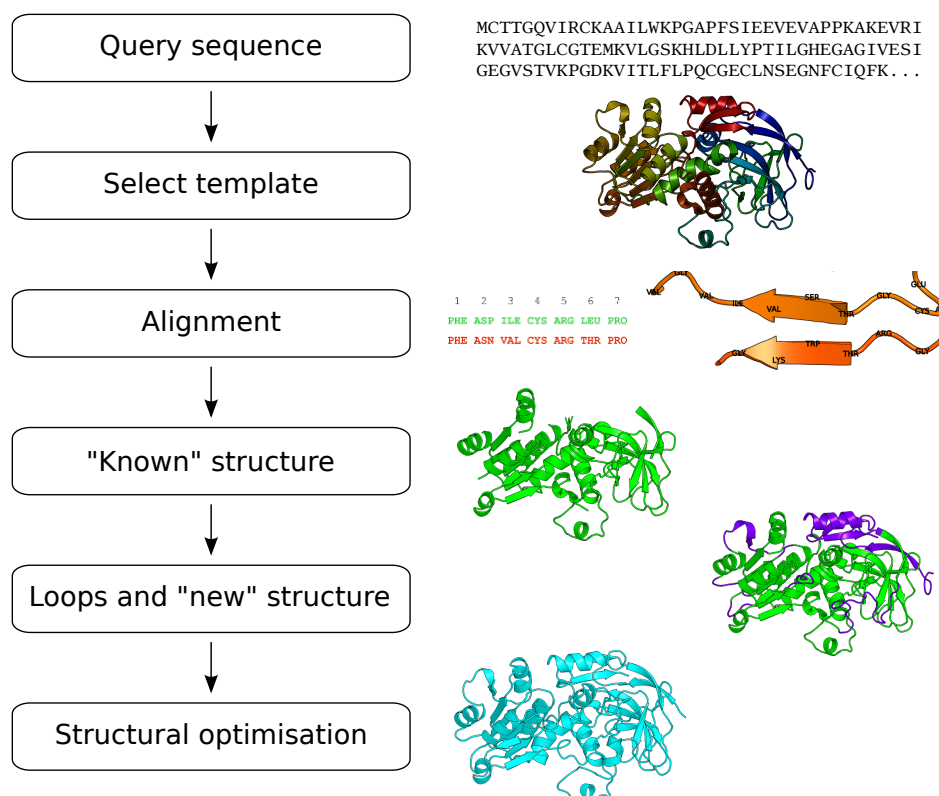 Query sequence
MCTTGQVIRCKAAILWKPGAPFSIEEVEVAPPKAKEVRI
KVVATGLCGTEMKVLGSKHLDLLYPTILGHEGAGIVESI
GEGVSTVKPGDKVITLFLPQCGECLNSEGNFCIQFK...
Select template
Alignment
1 2 3 4 5 6 7
PHE ASP ILE CYS ARG LEU PRO
PHE ASN VAL CYS ARG THR PRO
VAL GLY VAL ILE VAL SER THR GLY CYS GLU
GLY LYS TRP THR ARG GLY
"Known" structure
Loops and "new" structure
Structural optimisation